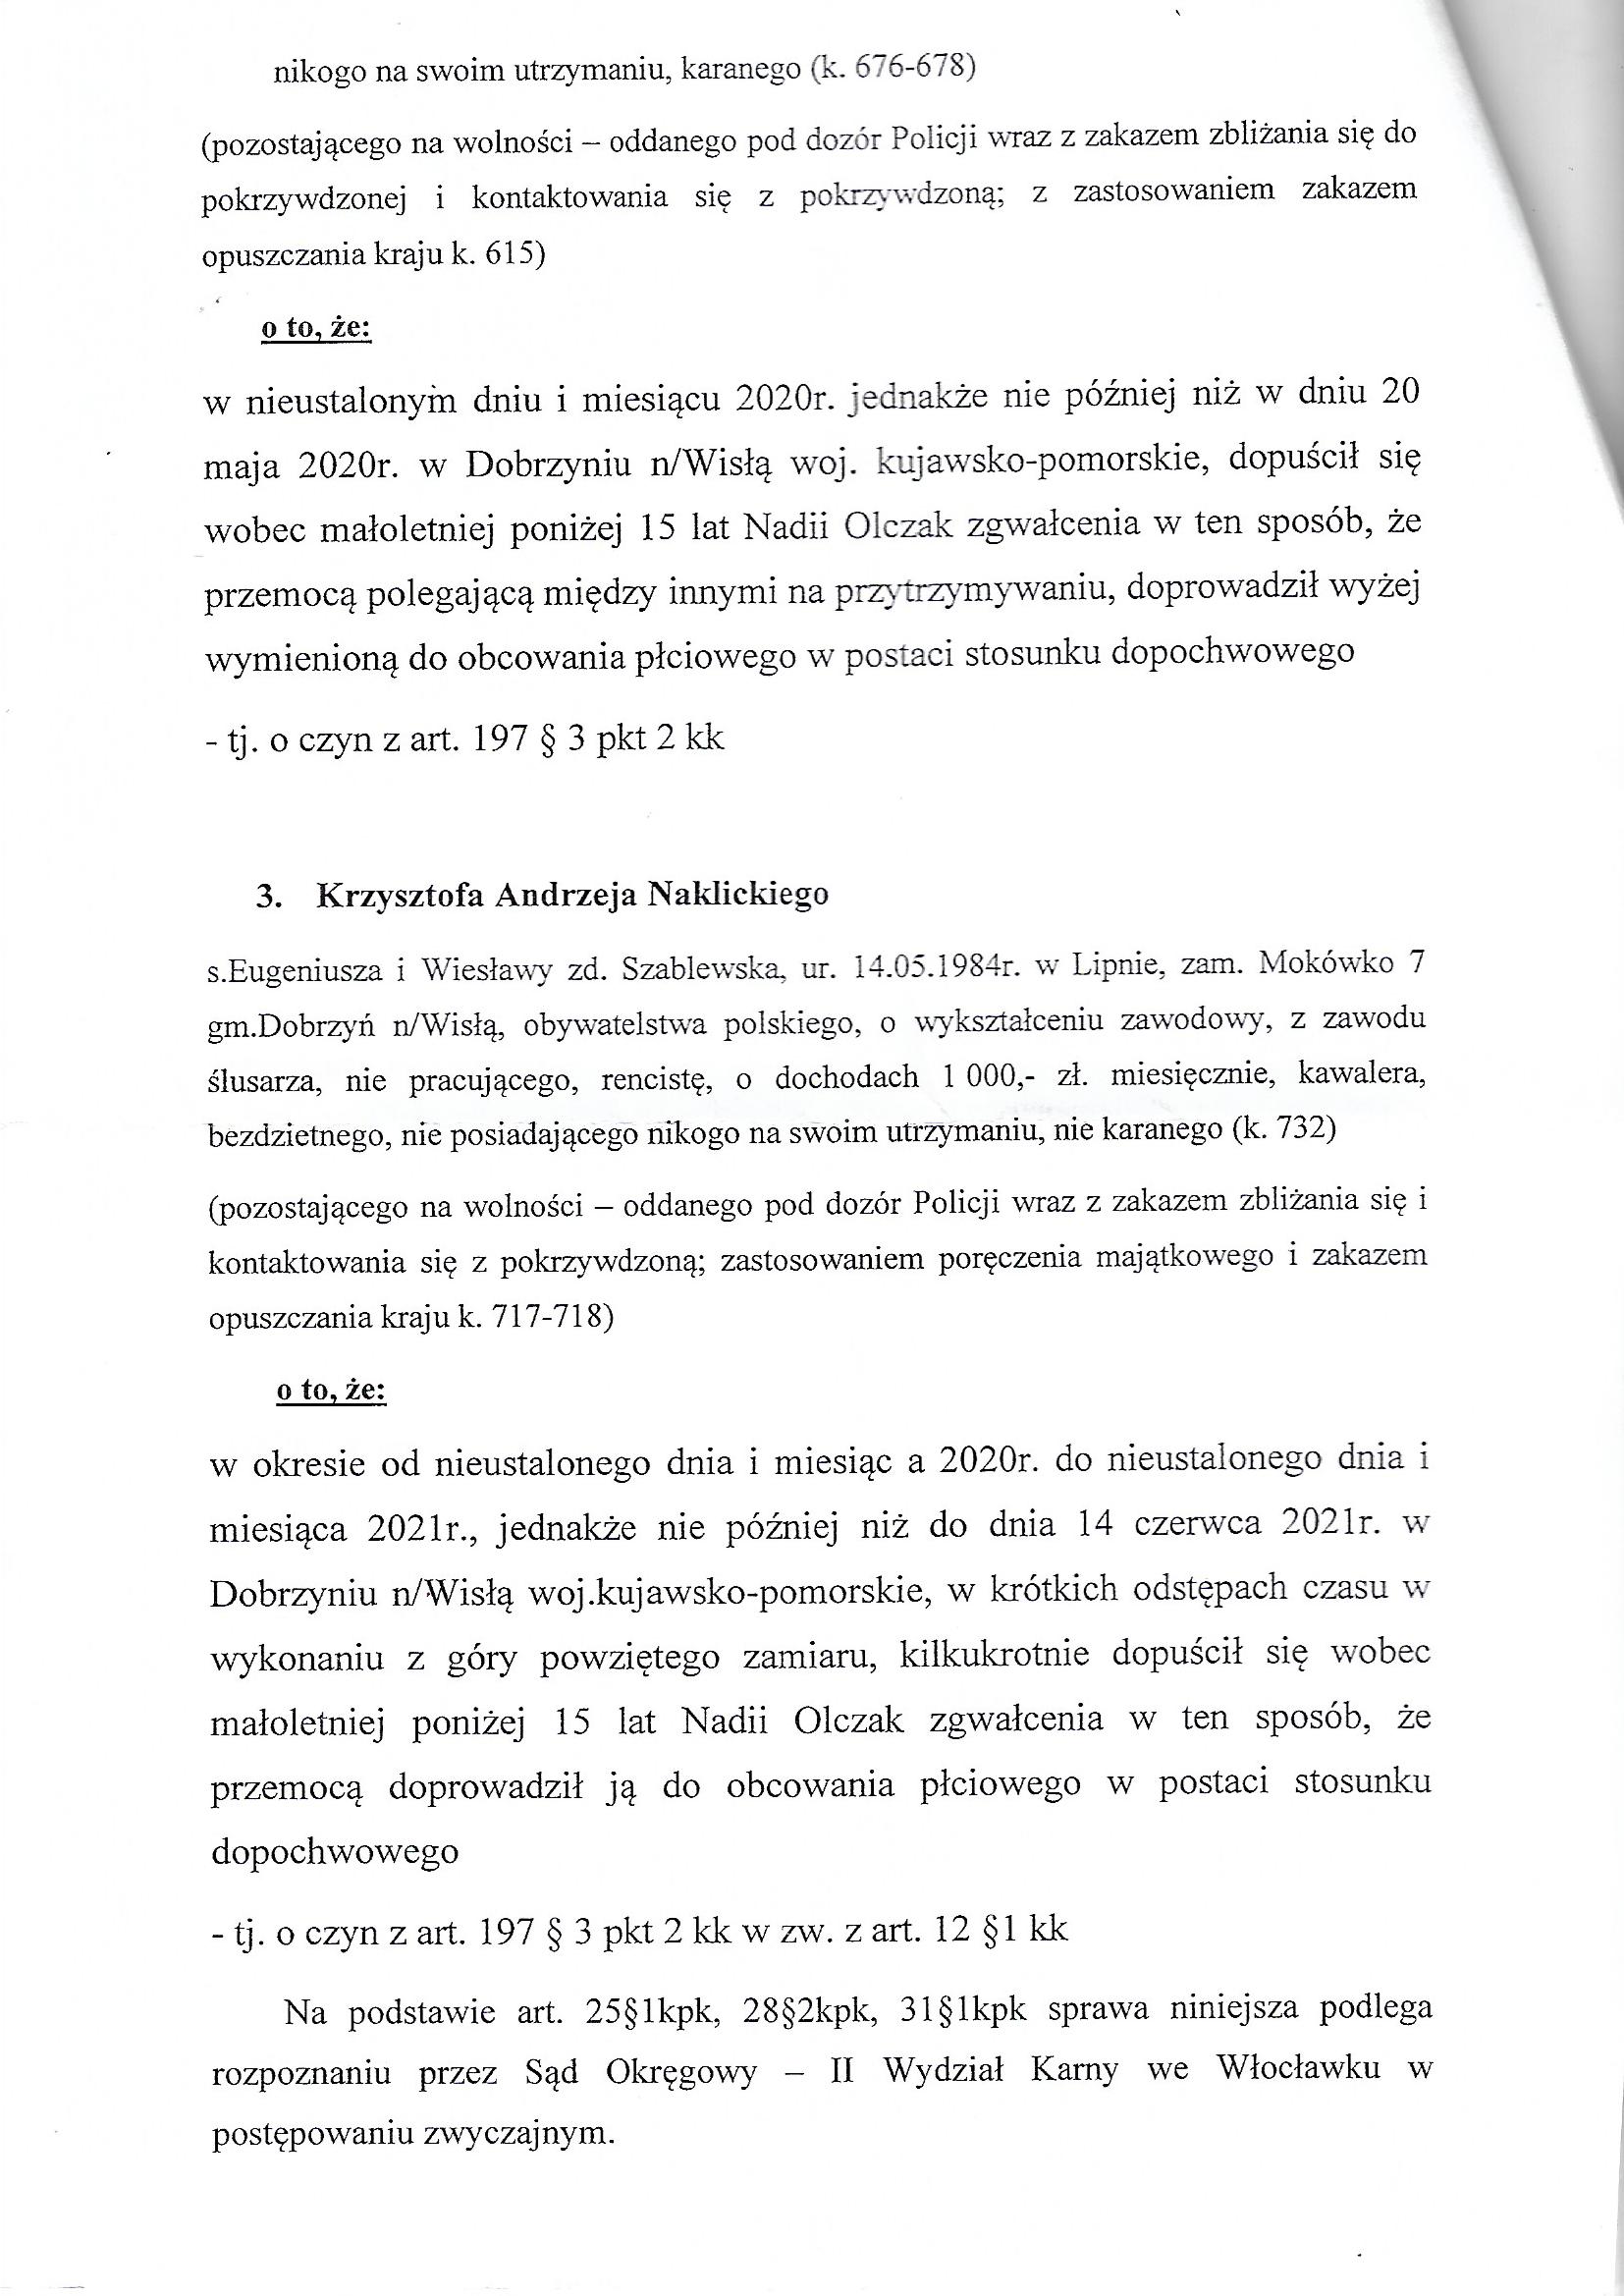 nikogo na swoim utrzymaniu, karanego (k. 676-678)
(pozostającego na wolności – oddanego pod dozór Policji wraz z zakazem zbliżania się do
pokrzywdzonej i kontaktowania się z pokrzywdzoną; z zastosowaniem zakazem
opuszczania kraju k. 615)
o to, że:
w nieustalonym dniu i miesiącu 2020r. jednakże nie później niż w dniu 20
maja 2020r. w Dobrzyniu n/Wisłą woj. kujawsko-pomorskie, dopuścił się
wobec małoletniej poniżej 15 lat Nadii Olczak zgwałcenia w ten sposób, że
przemocą polegającą między innymi na przytrzymywaniu, doprowadził wyżej
wymienioną do obcowania płciowego w postaci stosunku dopochwowego
- tj. o czyn z art. 197 § 3 pkt 2 kk
3. Krzysztofa Andrzeja Naklickiego
s.Eugeniusza i Wiesławy zd. Szablewska, ur. 14.05.1984r. w Lipnie, zam. Mokówko 7
gm.Dobrzyń n/Wisłą, obywatelstwa polskiego, o wykształceniu zawodowy, z zawodu
ślusarza, nie pracującego, rencistę, o dochodach 1 000,- zł. miesięcznie, kawalera,
bezdzietnego, nie posiadającego nikogo na swoim utrzymaniu, nie karanego (k. 732)
(pozostającego na wolności – oddanego pod dozór Policji wraz z zakazem zbliżania się i
kontaktowania się z pokrzywdzoną; zastosowaniem poręczenia majątkowego i zakazem
opuszczania kraju k. 717-718)
o to, że:
w okresie od nieustalonego dnia i miesiąc a 2020r. do nieustalonego dnia i
miesiąca 2021r., jednakże nie później niż do dnia 14 czerwca 2021r. w
Dobrzyniu n/Wisłą woj.kujawsko-pomorskie, w krótkich odstępach czasu w
wykonaniu z góry powziętego zamiaru, kilkukrotnie dopuścił się wobec
małoletniej poniżej 15 lat Nadii Olczak zgwałcenia w ten sposób, że
przemocą doprowadził ją do obcowania płciowego w postaci stosunku
dopochwowego
- tj. o czyn z art. 197 § 3 pkt 2 kk w zw. z art. 12 §1 kk
Na podstawie art. 25§1kpk, 28§2kpk, 31§1kpk sprawa niniejsza podlega
rozpoznaniu przez Sąd Okręgowy – II Wydział Karny we Włocławku w
postępowaniu zwyczajnym.